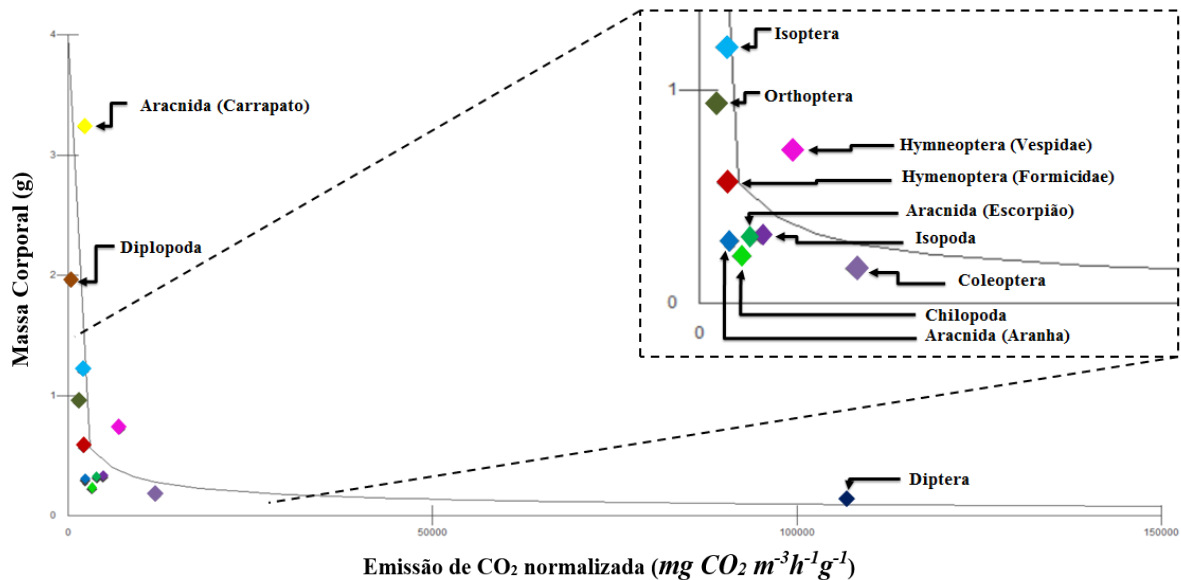 4
Aracnida (Carrapato)
3
Diplopoda
2
1
0
Massa Corporal (g)
Isoptera
1
Orthoptera
Hymneoptera (Vespidae)
Hymenoptera (Formicidae)
Aracnida (Escorpião)
Isopoda
Coleoptera
0
0
Chilopoda
Aracnida (Aranha)
Diptera
0
50000
100000
150000
Emissão de CO₂ normalizada (mg CO₂ m⁻³h⁻¹g⁻¹)